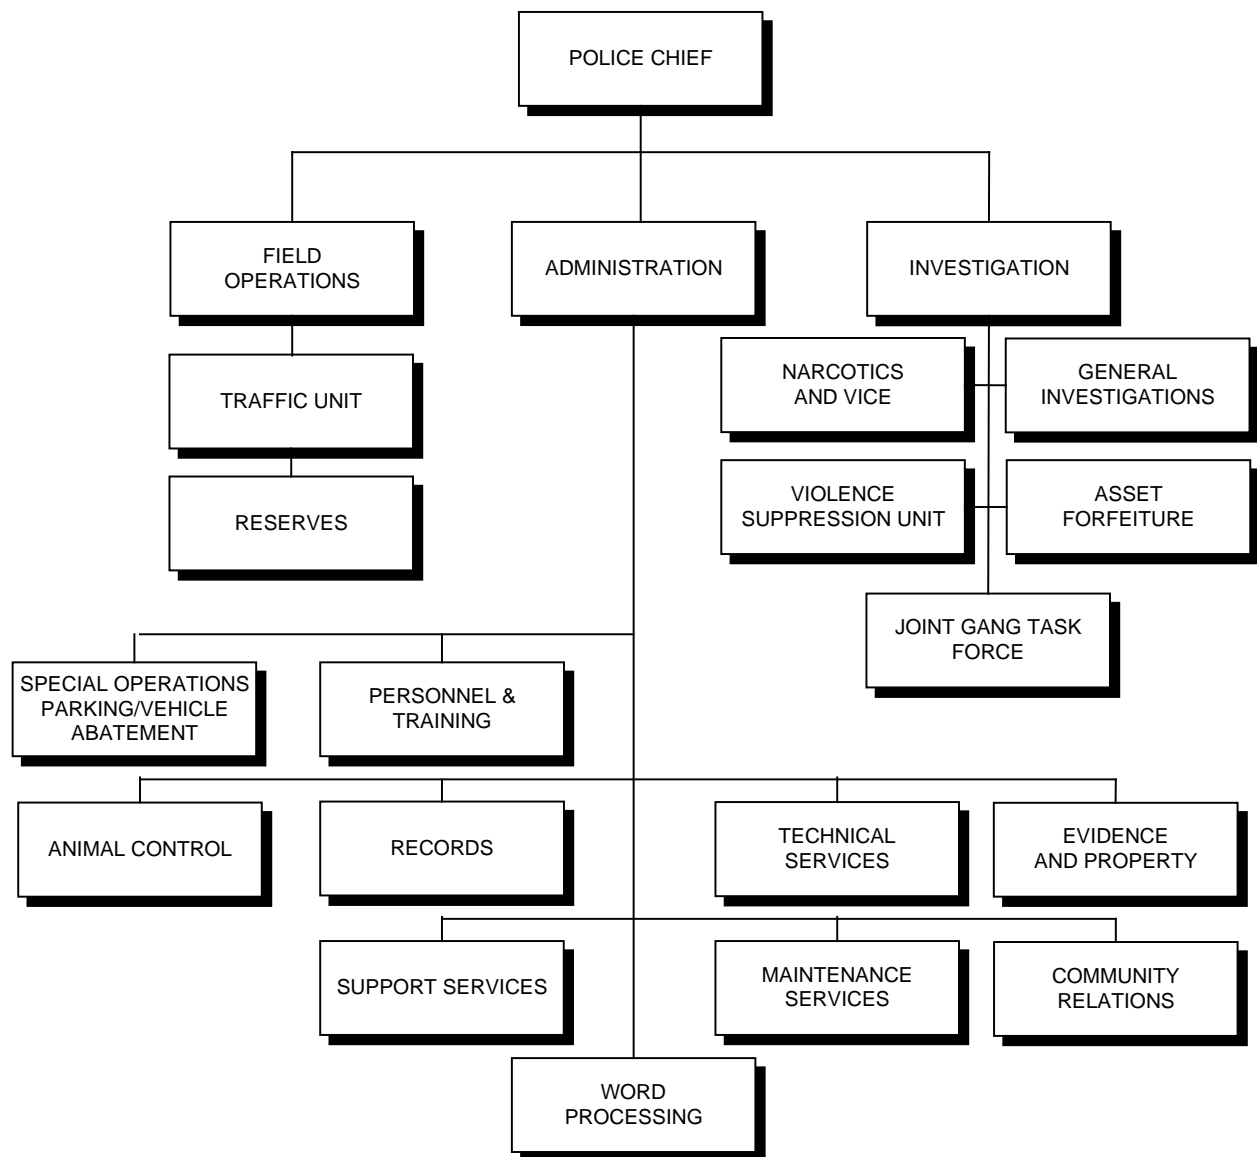 POLICE CHIEF
FIELD
OPERATIONS
ADMINISTRATION
INVESTIGATION
TRAFFIC UNIT
RESERVES
NARCOTICS
AND VICE
GENERAL
INVESTIGATIONS
VIOLENCE
SUPPRESSION UNIT
ASSET
FORFEITURE
JOINT GANG TASK
FORCE
SPECIAL OPERATIONS
PARKING/VEHICLE
ABATEMENT
PERSONNEL &
TRAINING
ANIMAL CONTROL
RECORDS
TECHNICAL
SERVICES
EVIDENCE
AND PROPERTY
SUPPORT SERVICES
MAINTENANCE
SERVICES
COMMUNITY
RELATIONS
WORD
PROCESSING